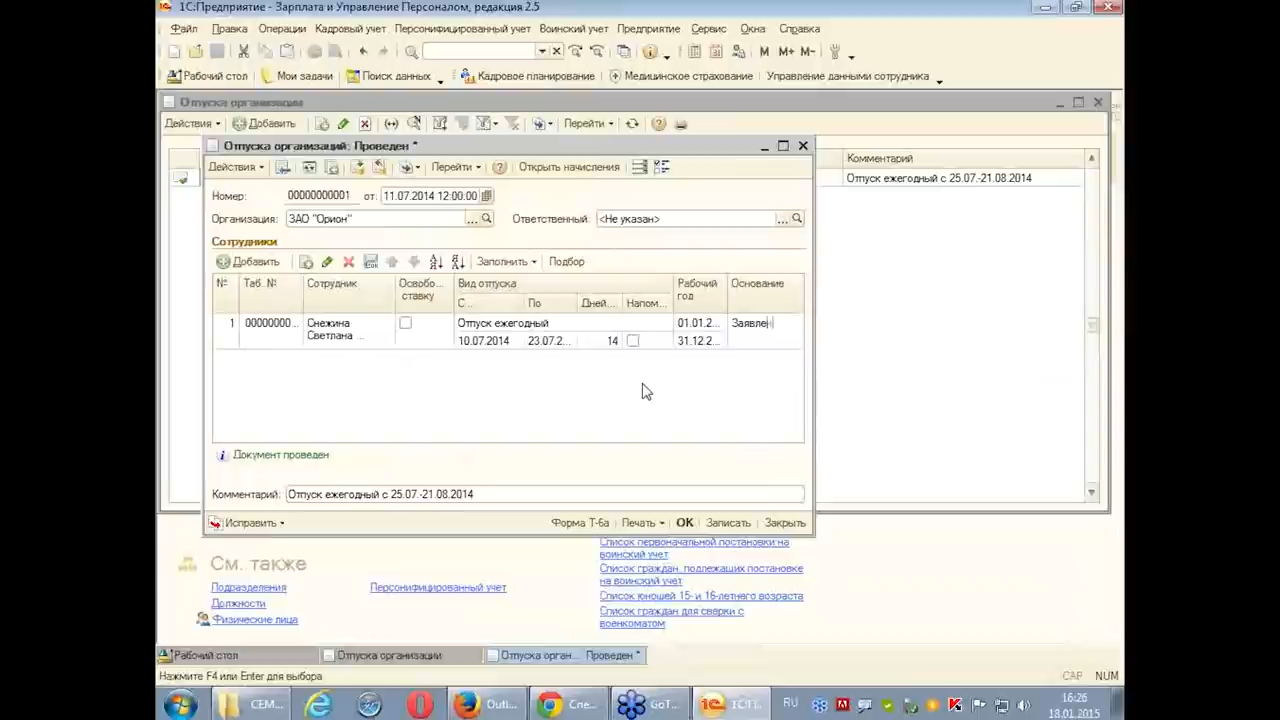 1С:Предприятие - Зарплата и Управление Персоналом, редакция 2.5
Файл Правка Операции Кадровый учет Персонифицированный учет Воинский учет Предприятие Сервис Окна Справка
M M+ M-
Рабочий стол Мои задачи Поиск данных Кадровое планирование Медицинское страхование Управление данными сотрудника
Отпуска организации
Действия Добавить Перейти
Комментарий
Отпуск ежегодный с 25.07.-21.08.2014
Отпуска организаций: Проведен *
Действия Перейти Открыть начисления
Номер: 00000000001 от: 11.07.2014 12:00:00
Организация: ЗАО "Орион" ... Ответственный: <Не указан> ...
Сотрудники
Добавить Заполнить Подбор
№ Таб. № Сотрудник Освобо... ставку Вид отпуска Рабочий год Основание
С... По Дней... Напом...
1 00000000... Снежина Отпуск ежегодный 01.01.2... Заявлен
Светлана ... 10.07.2014 23.07.2... 14 31.12.2...
Документ проведен
Комментарий: Отпуск ежегодный с 25.07.-21.08.2014
Исправить Форма Т-6а Печать OK Записать Закрыть
См. также
Подразделения
Должности
Физические лица
Персонифицированный учет
Список первоначальной постановки на
воинский учет
Список граждан, подлежащих постановке
на воинский учет
Список юношей 15- и 16-летнего возраста
Список граждан для сверки с
военкоматом
Рабочий стол Отпуска организации Отпуска орган... Проведен *
Нажмите F4 или Enter для выбора CAP NUM
СЕМ... Outl... Спе... GoT... 1С:П... RU 16:26
18.01.2015